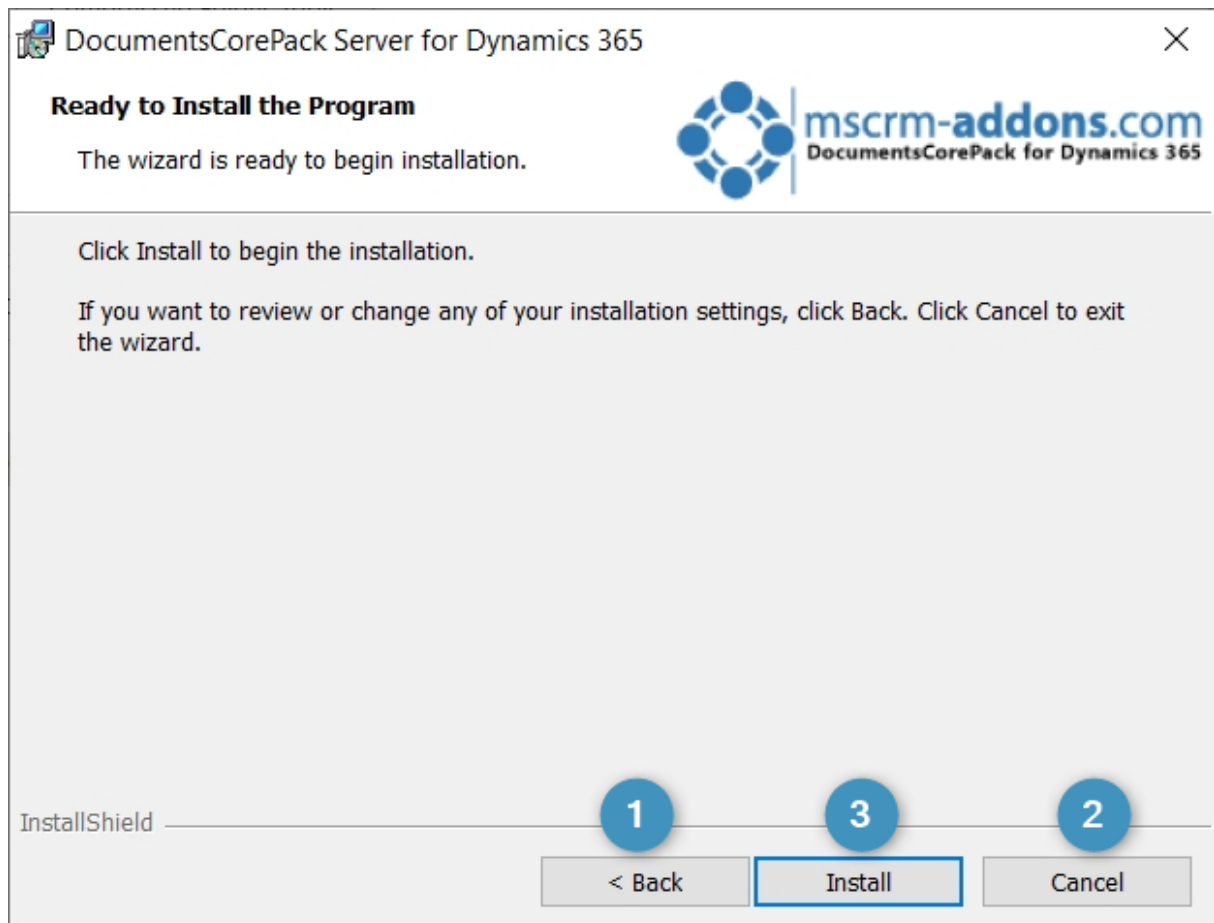 DocumentsCorePack Server for Dynamics 365
Ready to Install the Program
The wizard is ready to begin installation.
mscrm-addons.com
DocumentsCorePack for Dynamics 365
Click Install to begin the installation.
If you want to review or change any of your installation settings, click Back. Click Cancel to exit
the wizard.
InstallShield
1 3 2
< Back Install Cancel